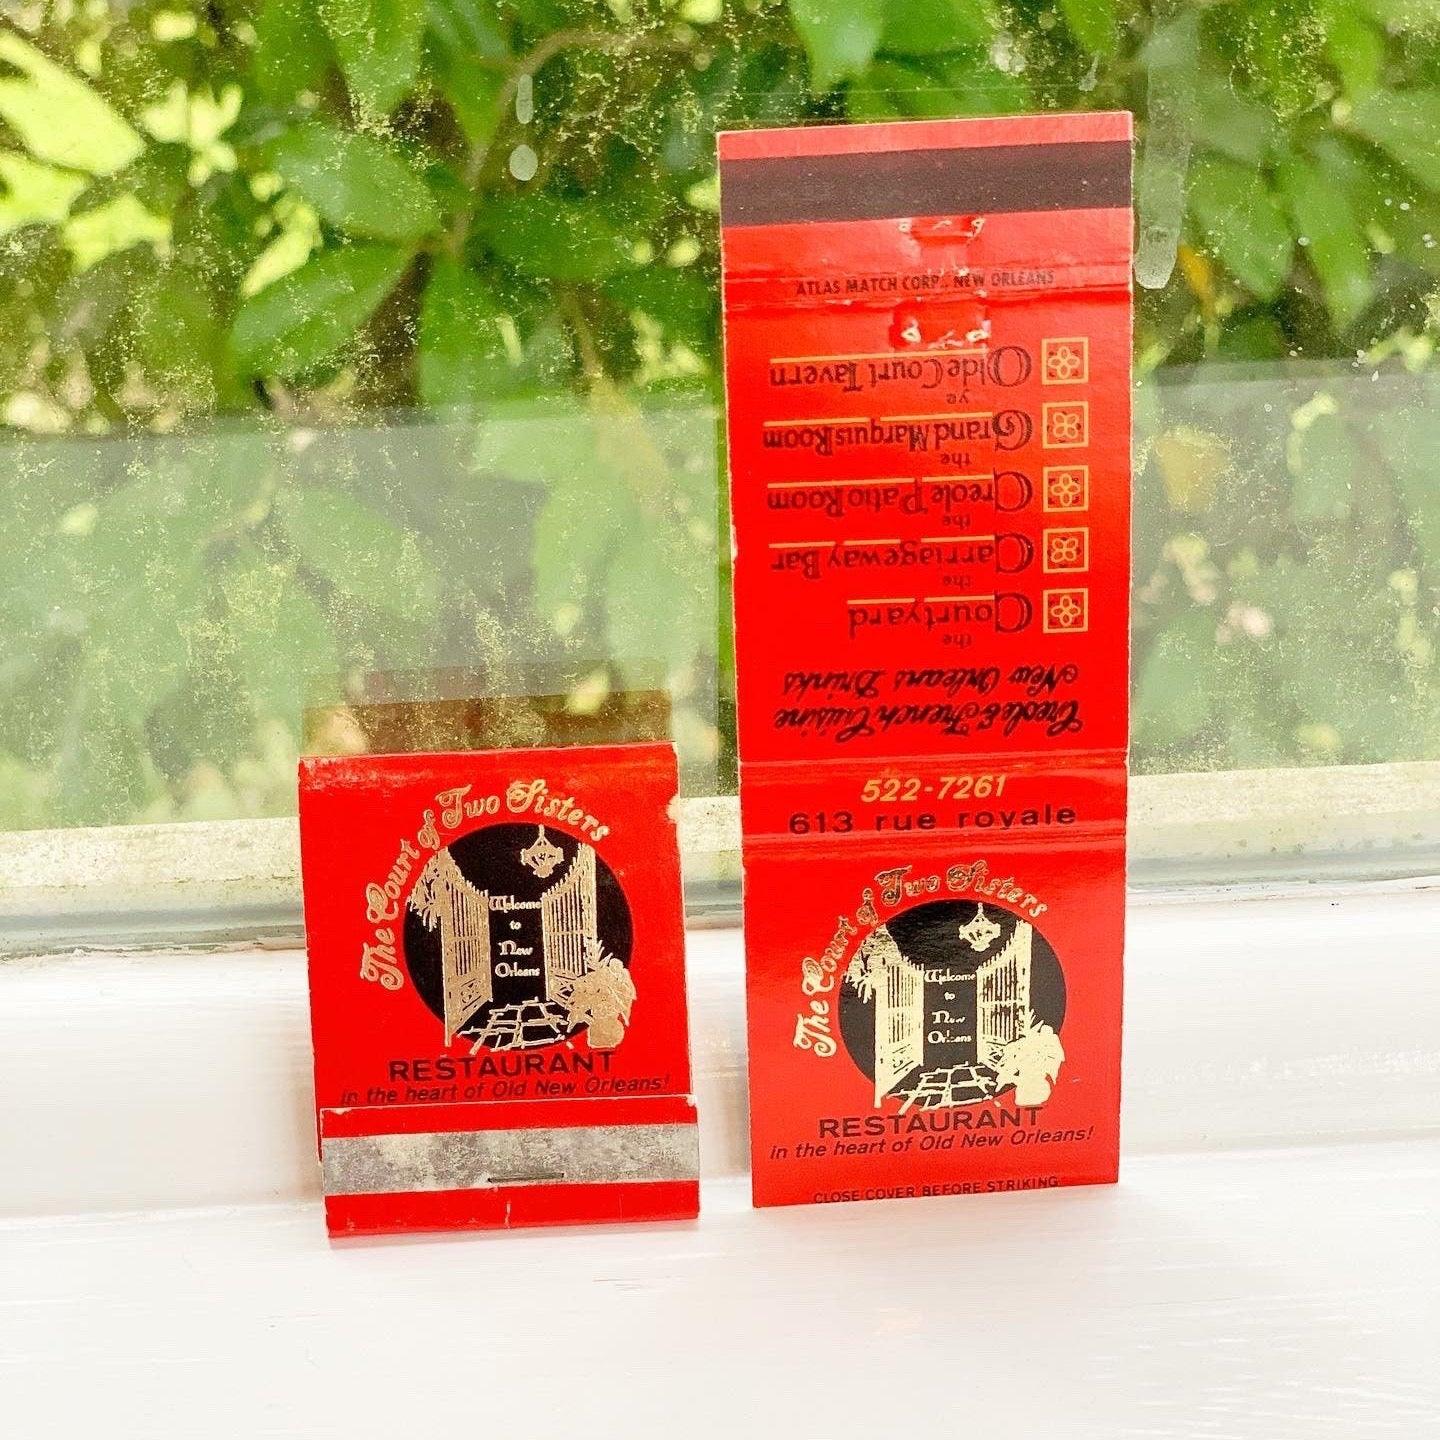 The Court of Two Sisters
Welcome
to
New
Orleans
RESTAURANT
in the heart of Old New Orleans!
ATLAS MATCH CORP., NEW ORLEANS
Creole & French Cuisine
New Orleans Drinks
the
Courtyard
the
Carriageway Bar
the
Creole Patio Room
the
Grand Marquis Room
ye
Olde Court Tavern
522-7261
613 rue royale
The Court of Two Sisters
Welcome
to
New
Orleans
RESTAURANT
in the heart of Old New Orleans!
CLOSE COVER BEFORE STRIKING